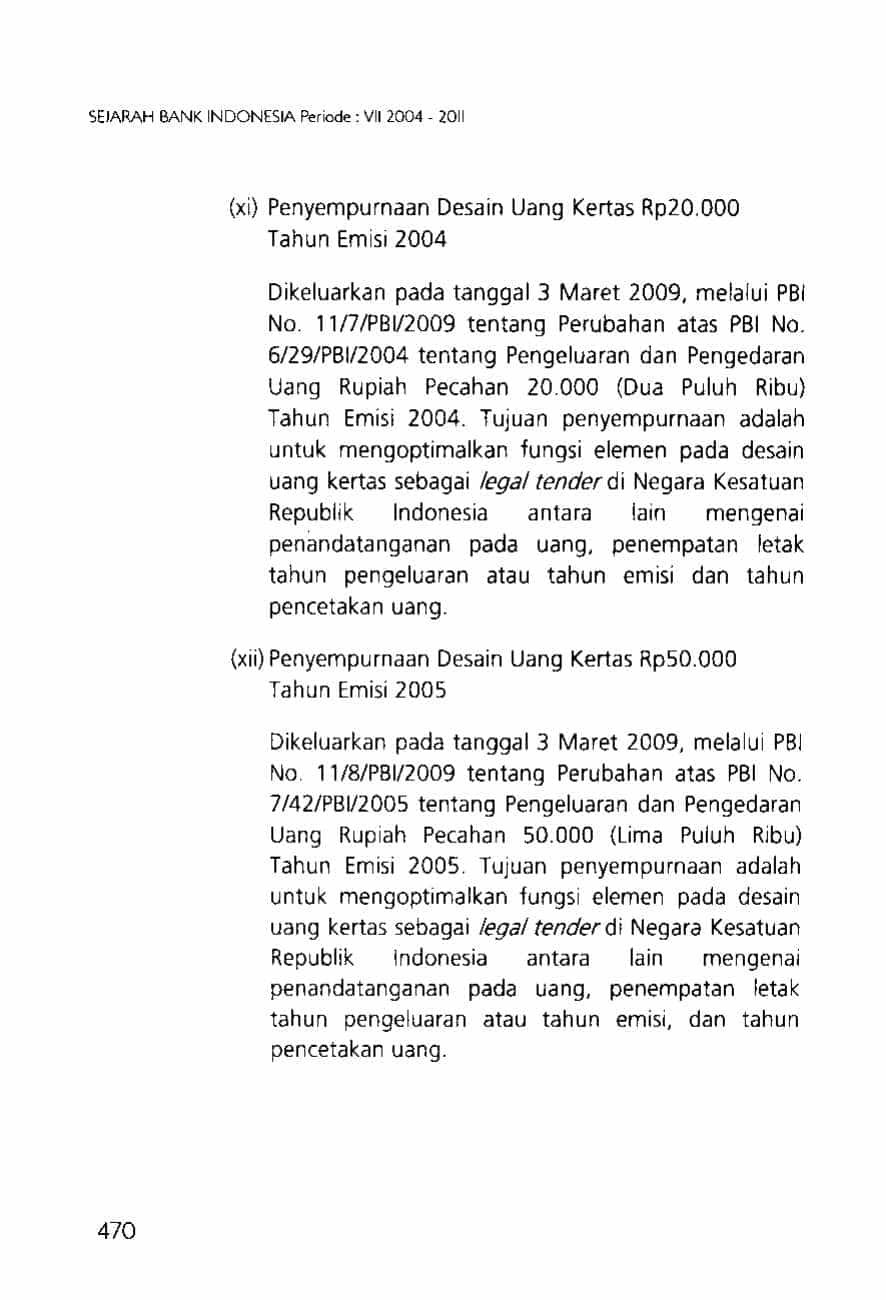 SEJARAH BANK INDONESIA Periode : VII 2004 - 2011
(xi) Penyempurnaan Desain Uang Kertas Rp20.000
Tahun Emisi 2004
Dikeluarkan pada tanggal 3 Maret 2009, melalui PBI
No. 11/7/PBI/2009 tentang Perubahan atas PBI No.
6/29/PBI/2004 tentang Pengeluaran dan Pengedaran
Uang Rupiah Pecahan 20.000 (Dua Puluh Ribu)
Tahun Emisi 2004. Tujuan penyempurnaan adalah
untuk mengoptimalkan fungsi elemen pada desain
uang kertas sebagai legal tender di Negara Kesatuan
Republik Indonesia antara lain mengenai
penandatanganan pada uang, penempatan letak
tahun pengeluaran atau tahun emisi dan tahun
pencetakan uang.
(xii) Penyempurnaan Desain Uang Kertas Rp50.000
Tahun Emisi 2005
Dikeluarkan pada tanggal 3 Maret 2009, melalui PBI
No. 11/8/PBI/2009 tentang Perubahan atas PBI No.
7/42/PBI/2005 tentang Pengeluaran dan Pengedaran
Uang Rupiah Pecahan 50.000 (Lima Puluh Ribu)
Tahun Emisi 2005. Tujuan penyempurnaan adalah
untuk mengoptimalkan fungsi elemen pada desain
uang kertas sebagai legal tender di Negara Kesatuan
Republik Indonesia antara lain mengenai
penandatanganan pada uang, penempatan letak
tahun pengeluaran atau tahun emisi, dan tahun
pencetakan uang.
470